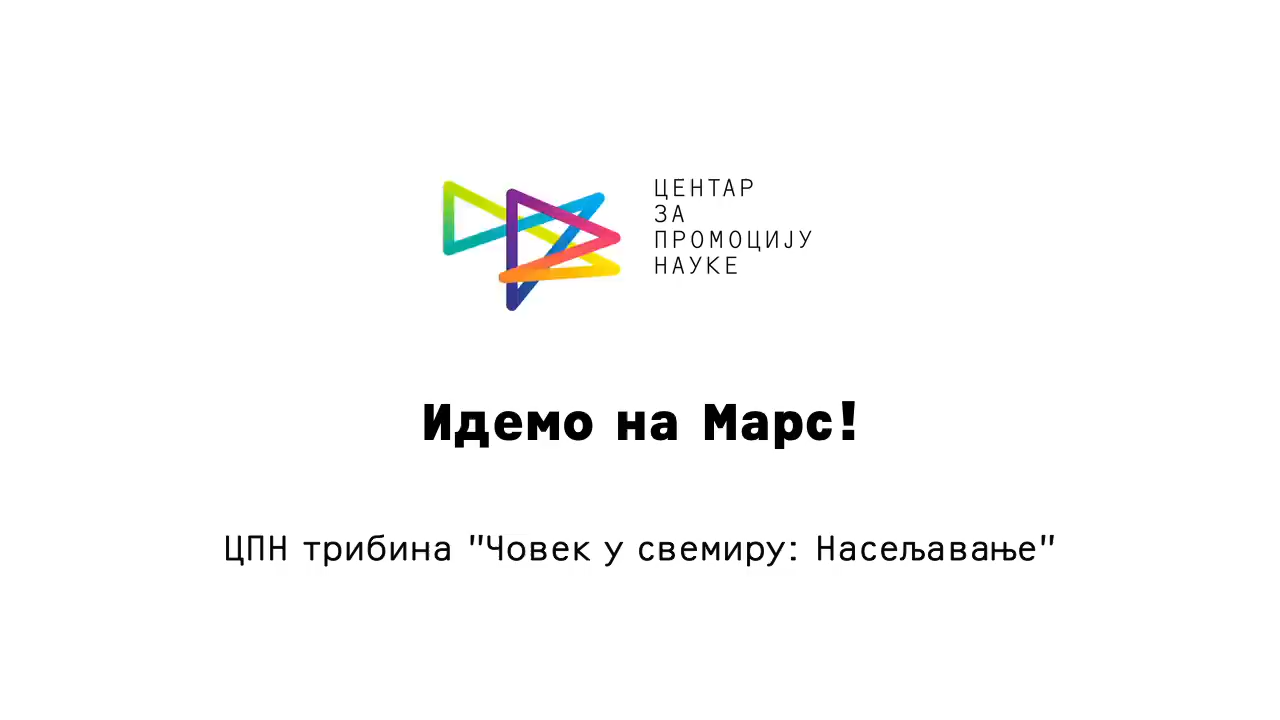 ЦЕНТАР
ЗА
ПРОМОЦИЈУ
НАУКЕ
Идемо на Марс!
ЦПН трибина "Човек у свемиру: Насељавање"